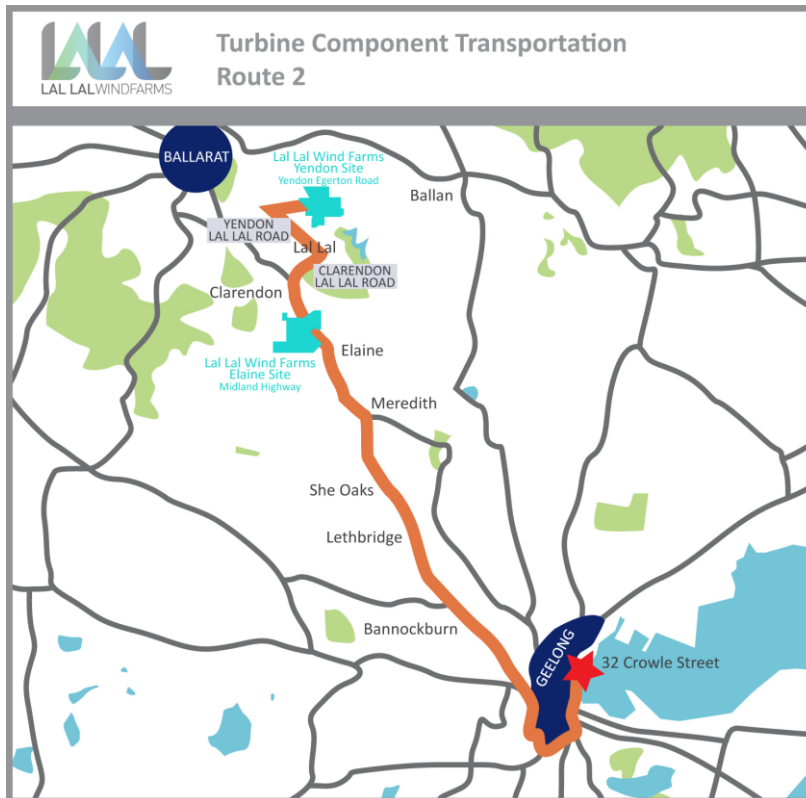 LAL LAL
LAL LAL WINDFARMS
Turbine Component Transportation
Route 2
BALLARAT
Lal Lal Wind Farms
Yendon Site
Yendon Egerton Road
Ballan
YENDON
LAL LAL ROAD
Lal Lal
CLARENDON
LAL LAL ROAD
Clarendon
Elaine
Lal Lal Wind Farms
Elaine Site
Midland Highway
Meredith
She Oaks
Lethbridge
Bannockburn
GEELONG
32 Crowle Street